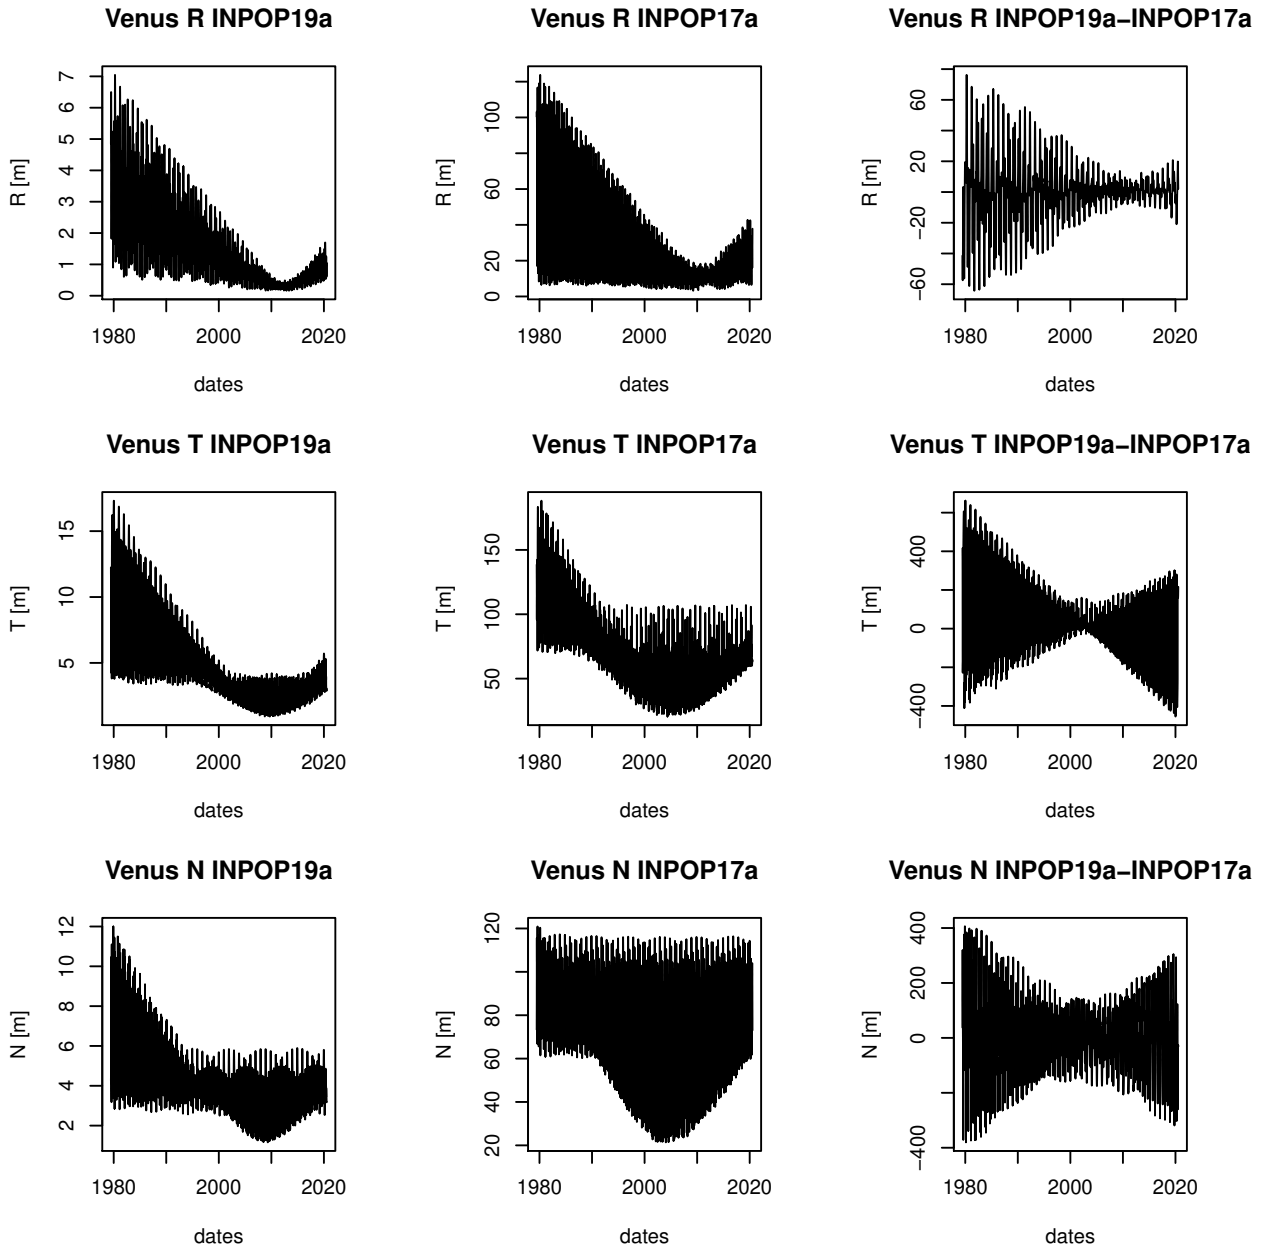 Venus R INPOP19a
R [m]
0 1 2 3 4 5 6 7
1980 2000 2020
dates
Venus R INPOP17a
R [m]
0 20 60 100
1980 2000 2020
dates
Venus R INPOP19a−INPOP17a
R [m]
−60 −20 20 60
1980 2000 2020
dates
Venus T INPOP19a
T [m]
5 10 15
1980 2000 2020
dates
Venus T INPOP17a
T [m]
50 100 150
1980 2000 2020
dates
Venus T INPOP19a−INPOP17a
T [m]
−400 0 400
1980 2000 2020
dates
Venus N INPOP19a
N [m]
2 4 6 8 10 12
1980 2000 2020
dates
Venus N INPOP17a
N [m]
20 40 60 80 120
1980 2000 2020
dates
Venus N INPOP19a−INPOP17a
N [m]
−400 0 200 400
1980 2000 2020
dates